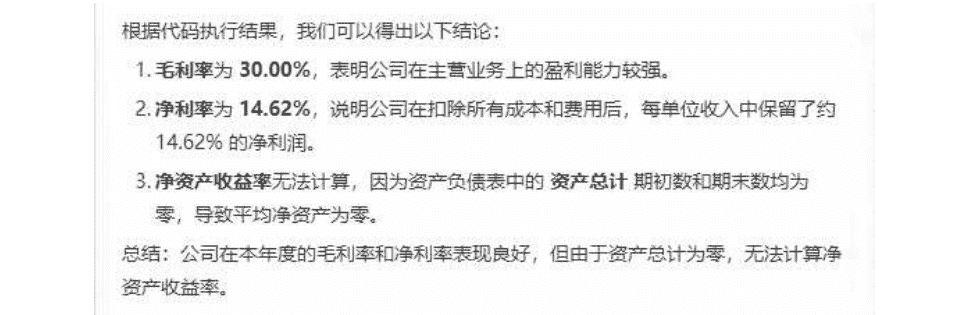 根据代码执行结果，我们可以得出以下结论：
1. 毛利率为 30.00%，表明公司在主营业务上的盈利能力较强。
2. 净利率为 14.62%，说明公司在扣除所有成本和费用后，每单位收入中保留了约
14.62% 的净利润。
3. 净资产收益率无法计算，因为资产负债表中的 资产总计 期初数和期末数均为
零，导致平均净资产为零。
总结：公司在本年度的毛利率和净利率表现良好，但由于资产总计为零，无法计算净
资产收益率。